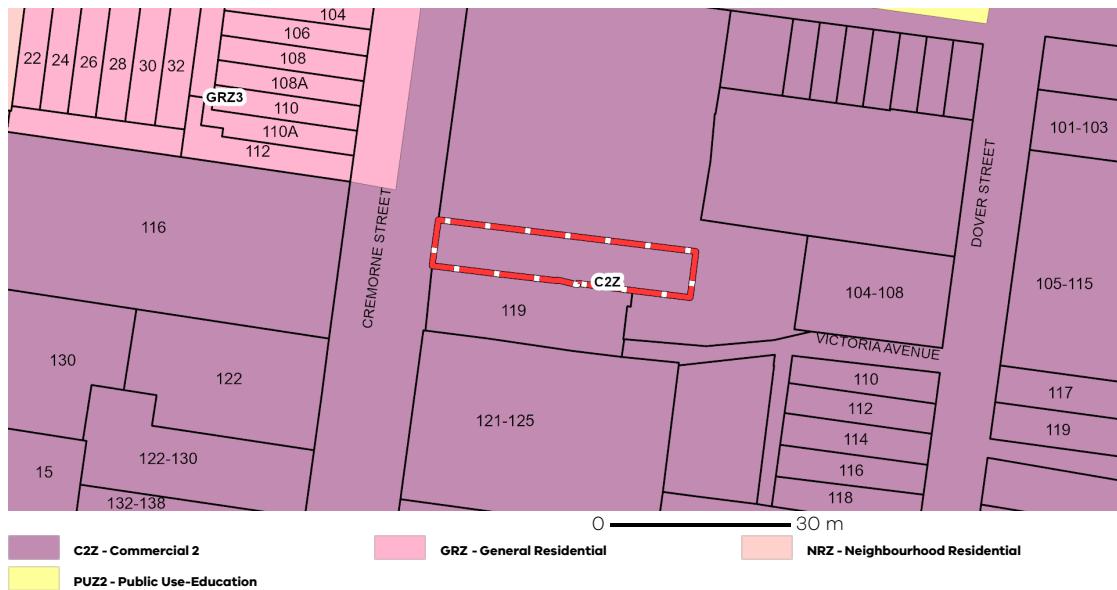 104
106
22 24 26 28 30 32
108
108A
GRZ3
110
110A
112
101-103
DOVER STREET
116
CREMORNE STREET
C2Z
119
104-108
105-115
VICTORIA AVENUE
130
122
110
117
112
121-125
119
114
15
122-130
116
132-138
118
0 30 m
C2Z - Commercial 2
GRZ - General Residential
NRZ - Neighbourhood Residential
PUZ2 - Public Use-Education